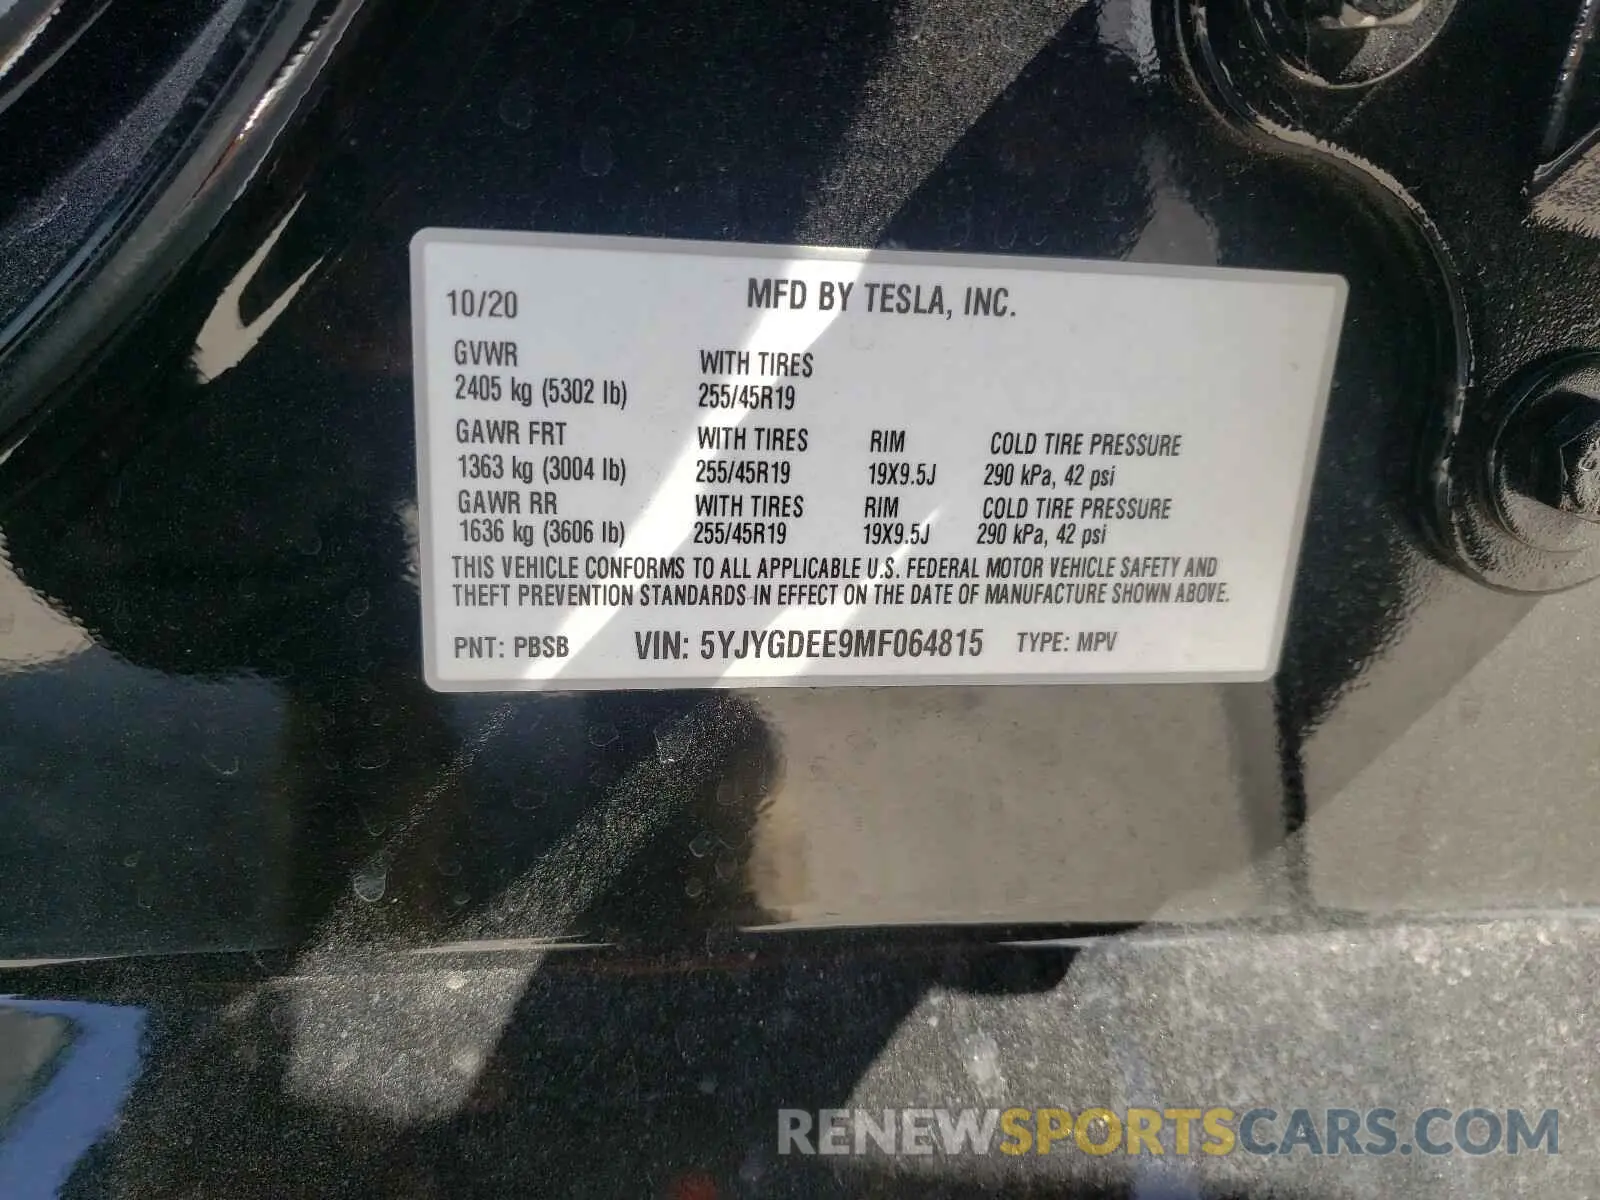 10/20 MFD BY TESLA, INC.
GVWR WITH TIRES
2405 kg (5302 lb) 255/45R19
GAWR FRT WITH TIRES RIM COLD TIRE PRESSURE
1363 kg (3004 lb) 255/45R19 19X9.5J 290 kPa, 42 psi
GAWR RR WITH TIRES RIM COLD TIRE PRESSURE
1636 kg (3606 lb) 255/45R19 19X9.5J 290 kPa, 42 psi
THIS VEHICLE CONFORMS TO ALL APPLICABLE U.S. FEDERAL MOTOR VEHICLE SAFETY AND
THEFT PREVENTION STANDARDS IN EFFECT ON THE DATE OF MANUFACTURE SHOWN ABOVE.
PNT: PBSB VIN: 5YJYGDEE9MF064815 TYPE: MPV
RENEWSPORTSCARS.COM